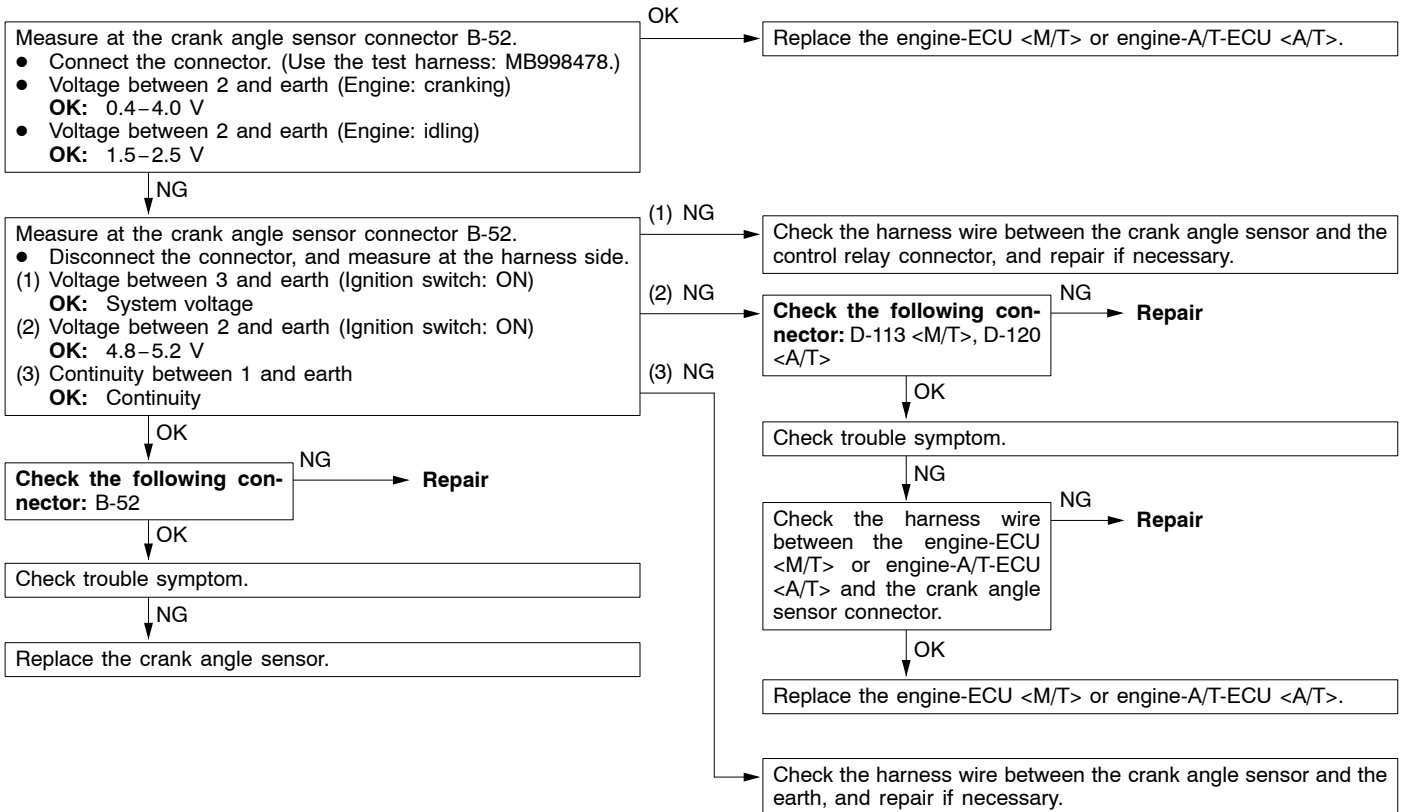 Measure at the crank angle sensor connector B-52.
● Connect the connector. (Use the test harness: MB998478.)
● Voltage between 2 and earth (Engine: cranking)
OK: 0.4–4.0 V
● Voltage between 2 and earth (Engine: idling)
OK: 1.5–2.5 V
OK
Replace the engine-ECU <M/T> or engine-A/T-ECU <A/T>.
NG
Measure at the crank angle sensor connector B-52.
● Disconnect the connector, and measure at the harness side.
(1) Voltage between 3 and earth (Ignition switch: ON)
OK: System voltage
(2) Voltage between 2 and earth (Ignition switch: ON)
OK: 4.8–5.2 V
(3) Continuity between 1 and earth
OK: Continuity
(1) NG
Check the harness wire between the crank angle sensor and the
control relay connector, and repair if necessary.
(2) NG
Check the following con-
nector: D-113 <M/T>, D-120
<A/T>
NG
Repair
OK
Check trouble symptom.
NG
Check the harness wire
between the engine-ECU
<M/T> or engine-A/T-ECU
<A/T> and the crank angle
sensor connector.
NG
Repair
OK
Replace the engine-ECU <M/T> or engine-A/T-ECU <A/T>.
(3) NG
Check the harness wire between the crank angle sensor and the
earth, and repair if necessary.
OK
Check the following con-
nector: B-52
NG
Repair
OK
Check trouble symptom.
NG
Replace the crank angle sensor.